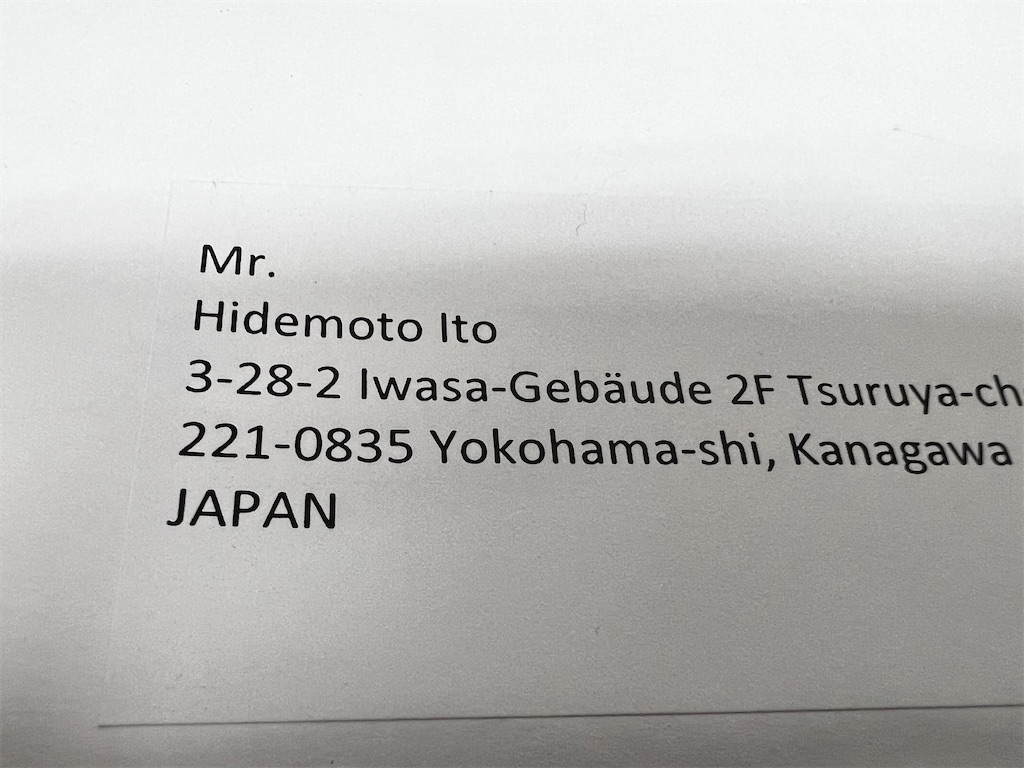 Mr.
Hidemoto Ito
3-28-2 Iwasa-Gebäude 2F Tsuruya-ch
221-0835 Yokohama-shi, Kanagawa
JAPAN